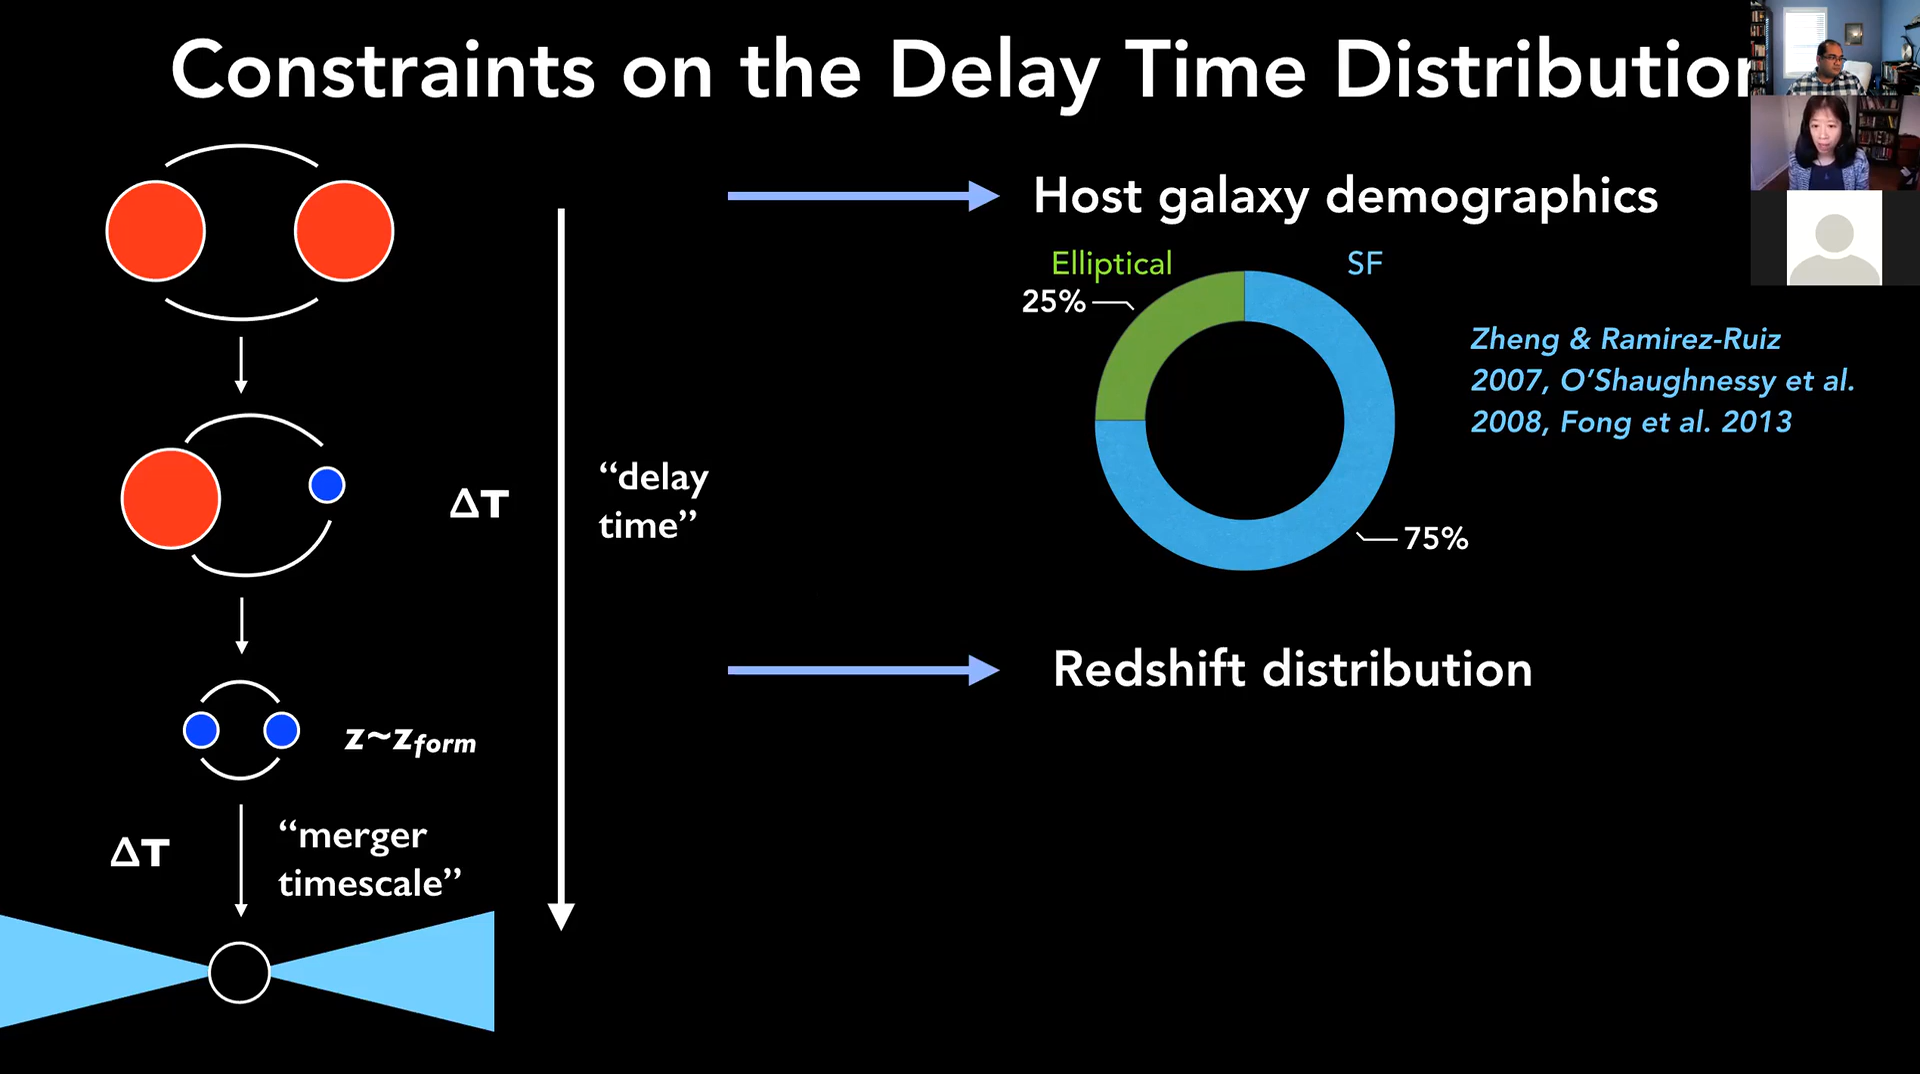 Constraints on the Delay Time Distribution
Host galaxy demographics
Elliptical
SF
25%
Zheng & Ramirez-Ruiz
2007, O’Shaughnessy et al.
2008, Fong et al. 2013
75%
ΔT
“delay
time”
Redshift distribution
z~zform
ΔT
“merger
timescale”